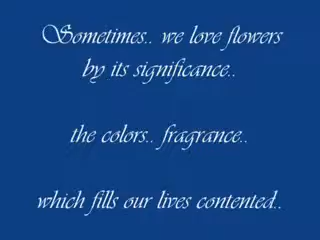 Sometimes.. we love flowers
by its significance..
the colors.. fragrance..
which fills our lives contented..